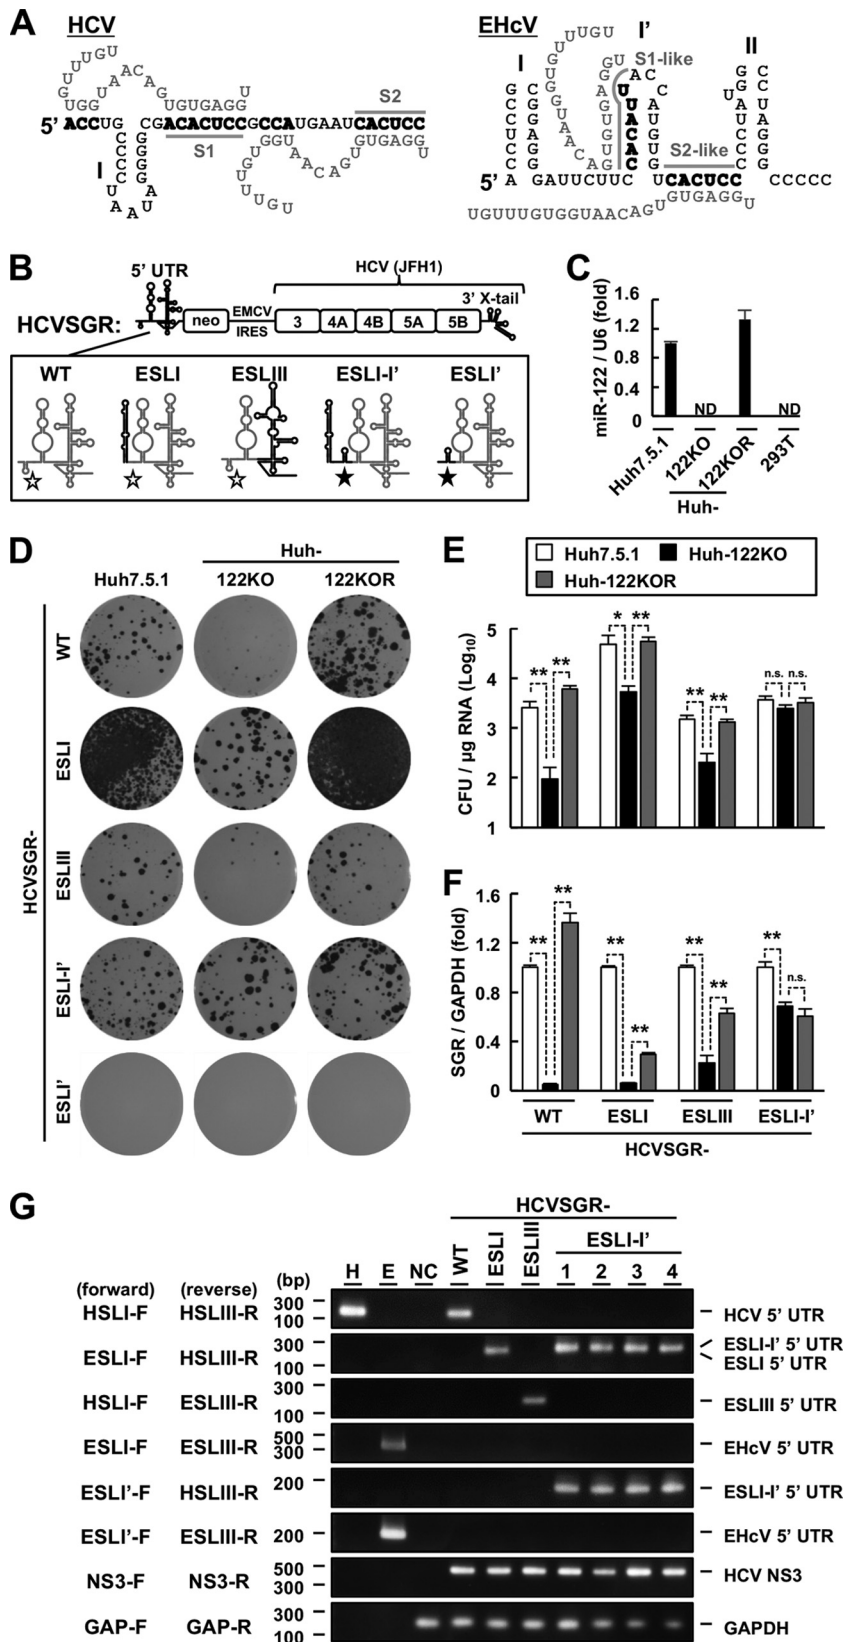 A
HCV
EHcV
5'
ACCUG
CGACACUCCGCCAUGAAUCACUCC
S1
S2
I
I
I'
II
S1-like
S2-like
5'
A
GAUUCUUC
UCACUCC
CCCCC
UGUUUGUGGUAACAGUGUGAGGU
B
5' UTR
HCV (JFH1)
3' X-tail
HCVSGR:
neo
EMCV
IRES
3
4A
4B
5A
5B
WT
ESLI
ESLIII
ESLI-I'
ESLI'
C
miR-122 / U6 (fold)
1.6
1.2
0.8
0.4
0
ND
ND
Huh7.5.1
122KO
122KOR
293T
Huh-
D
Huh-
Huh7.5.1
122KO
122KOR
HCVSGR-
WT
ESLI
ESLIII
ESLI-I'
ESLI'
E
Huh7.5.1
Huh-122KO
Huh-122KOR
CFU / µg RNA (Log10)
5
4
3
2
1
** **
* **
** **
n.s. n.s.
F
SGR / GAPDH (fold)
1.6
1.2
0.8
0.4
0
** **
** **
** **
** n.s.
WT
ESLI
ESLIII
ESLI-I'
HCVSGR-
G
HCVSGR-
ESLI-I'
(forward) (reverse) (bp) H E NC WT ESLI ESLIII 1 2 3 4
HSLI-F HSLIII-R 300 100 HCV 5' UTR
ESLI-F HSLIII-R 300 100 ESLI-I' 5' UTR
ESLI 5' UTR
HSLI-F ESLIII-R 300 100 ESLIII 5' UTR
ESLI-F ESLIII-R 500 300 EHcV 5' UTR
ESLI'-F HSLIII-R 200 ESLI-I' 5' UTR
ESLI'-F ESLIII-R 200 EHcV 5' UTR
NS3-F NS3-R 500 300 HCV NS3
GAP-F GAP-R 300 100 GAPDH